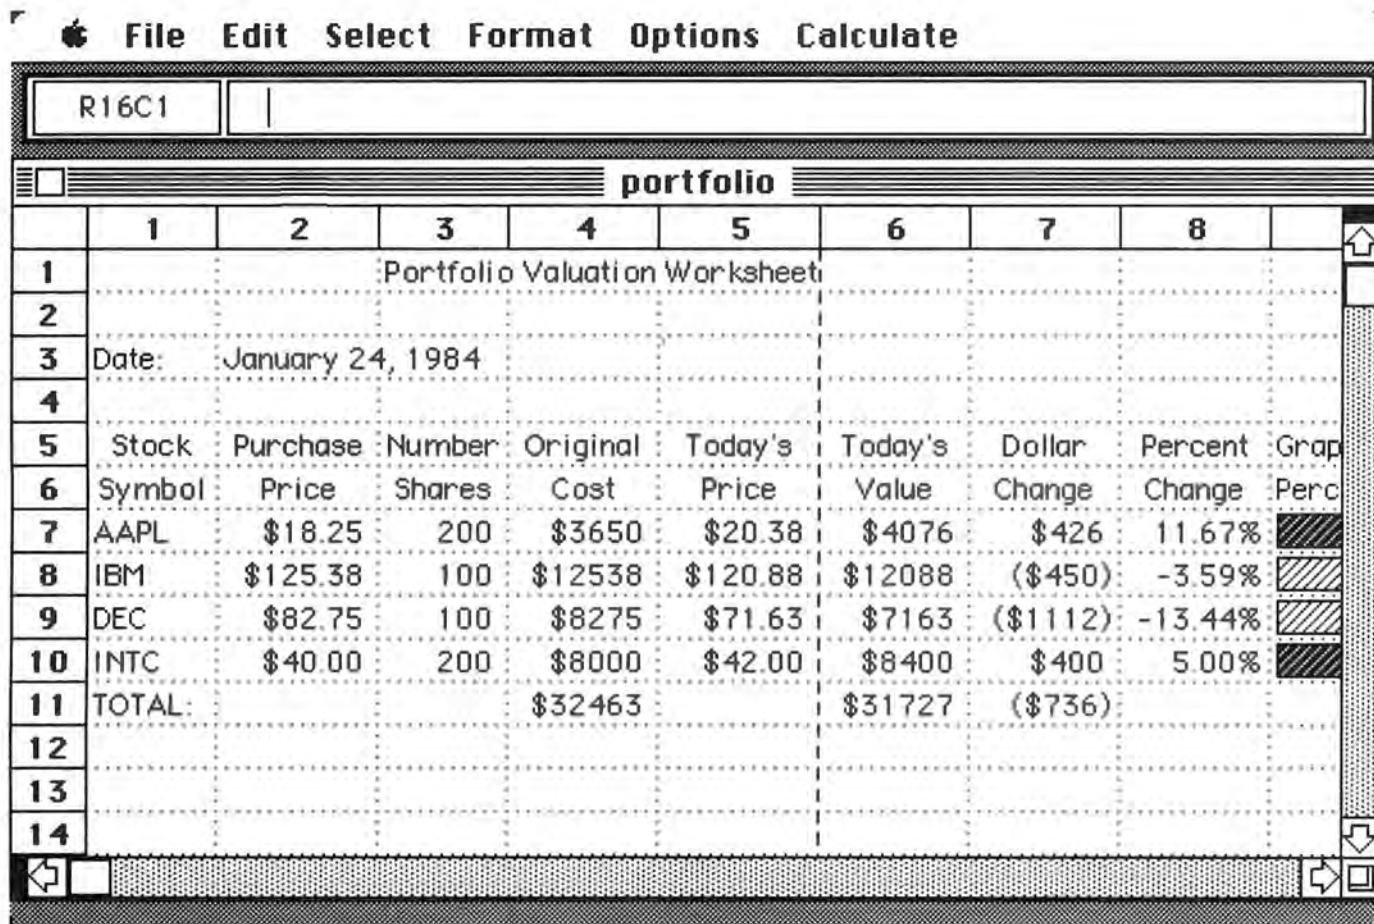 File Edit Select Format Options Calculate
R16C1
portfolio
1 2 3 4 5 6 7 8
1 Portfolio Valuation Worksheet
2
3 Date: January 24, 1984
4
5 Stock Purchase Number Original Today's Today's Dollar Percent Grap
6 Symbol Price Shares Cost Price Value Change Change Perc
7 AAPL $18.25 200 $3650 $20.38 $4076 $426 11.67%
8 IBM $125.38 100 $12538 $120.88 $12088 ($450) -3.59%
9 DEC $82.75 100 $8275 $71.63 $7163 ($1112) -13.44%
10 INTC $40.00 200 $8000 $42.00 $8400 $400 5.00%
11 TOTAL: $32463 $31727 ($736)
12
13
14